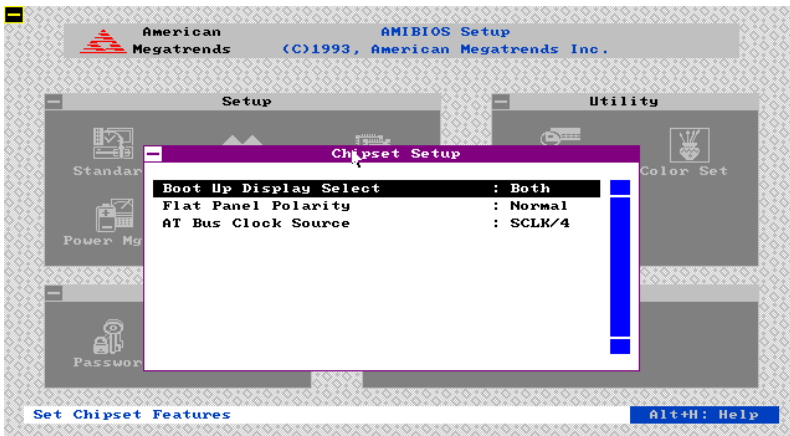 American
Megatrends
AMIBIOS Setup
(C)1993, American Megatrends Inc.
Setup
Utility
Standar
Color Set
Chipset Setup
Boot Up Display Select : Both
Flat Panel Polarity : Normal
AT Bus Clock Source : SCLK/4
Power Mg
Passwor
Set Chipset Features
Alt+H: Help